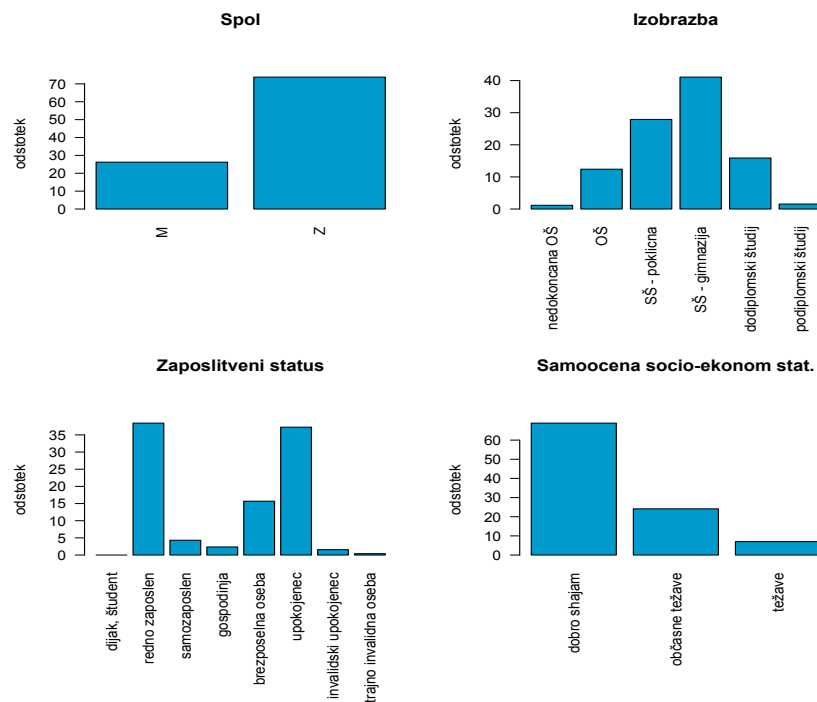 Spol
odstotek
70
60
50
40
30
20
10
0
M
Z
Izobrazba
odstotek
40
30
20
10
0
nedokoncana OŠ
OŠ
SŠ - poklicna
SŠ - gimnazija
dodiplomski študij
podiplomski študij
Zaposlitveni status
odstotek
35
30
25
20
15
10
5
0
dijak, študent
redno zaposlen
samozaposlen
gospodinja
brezposelna oseba
upokojenec
invalidski upokojenec
trajno invalidna oseba
Samoocena socio-ekonom stat.
odstotek
60
50
40
30
20
10
0
dobro shajam
občasne težave
težave